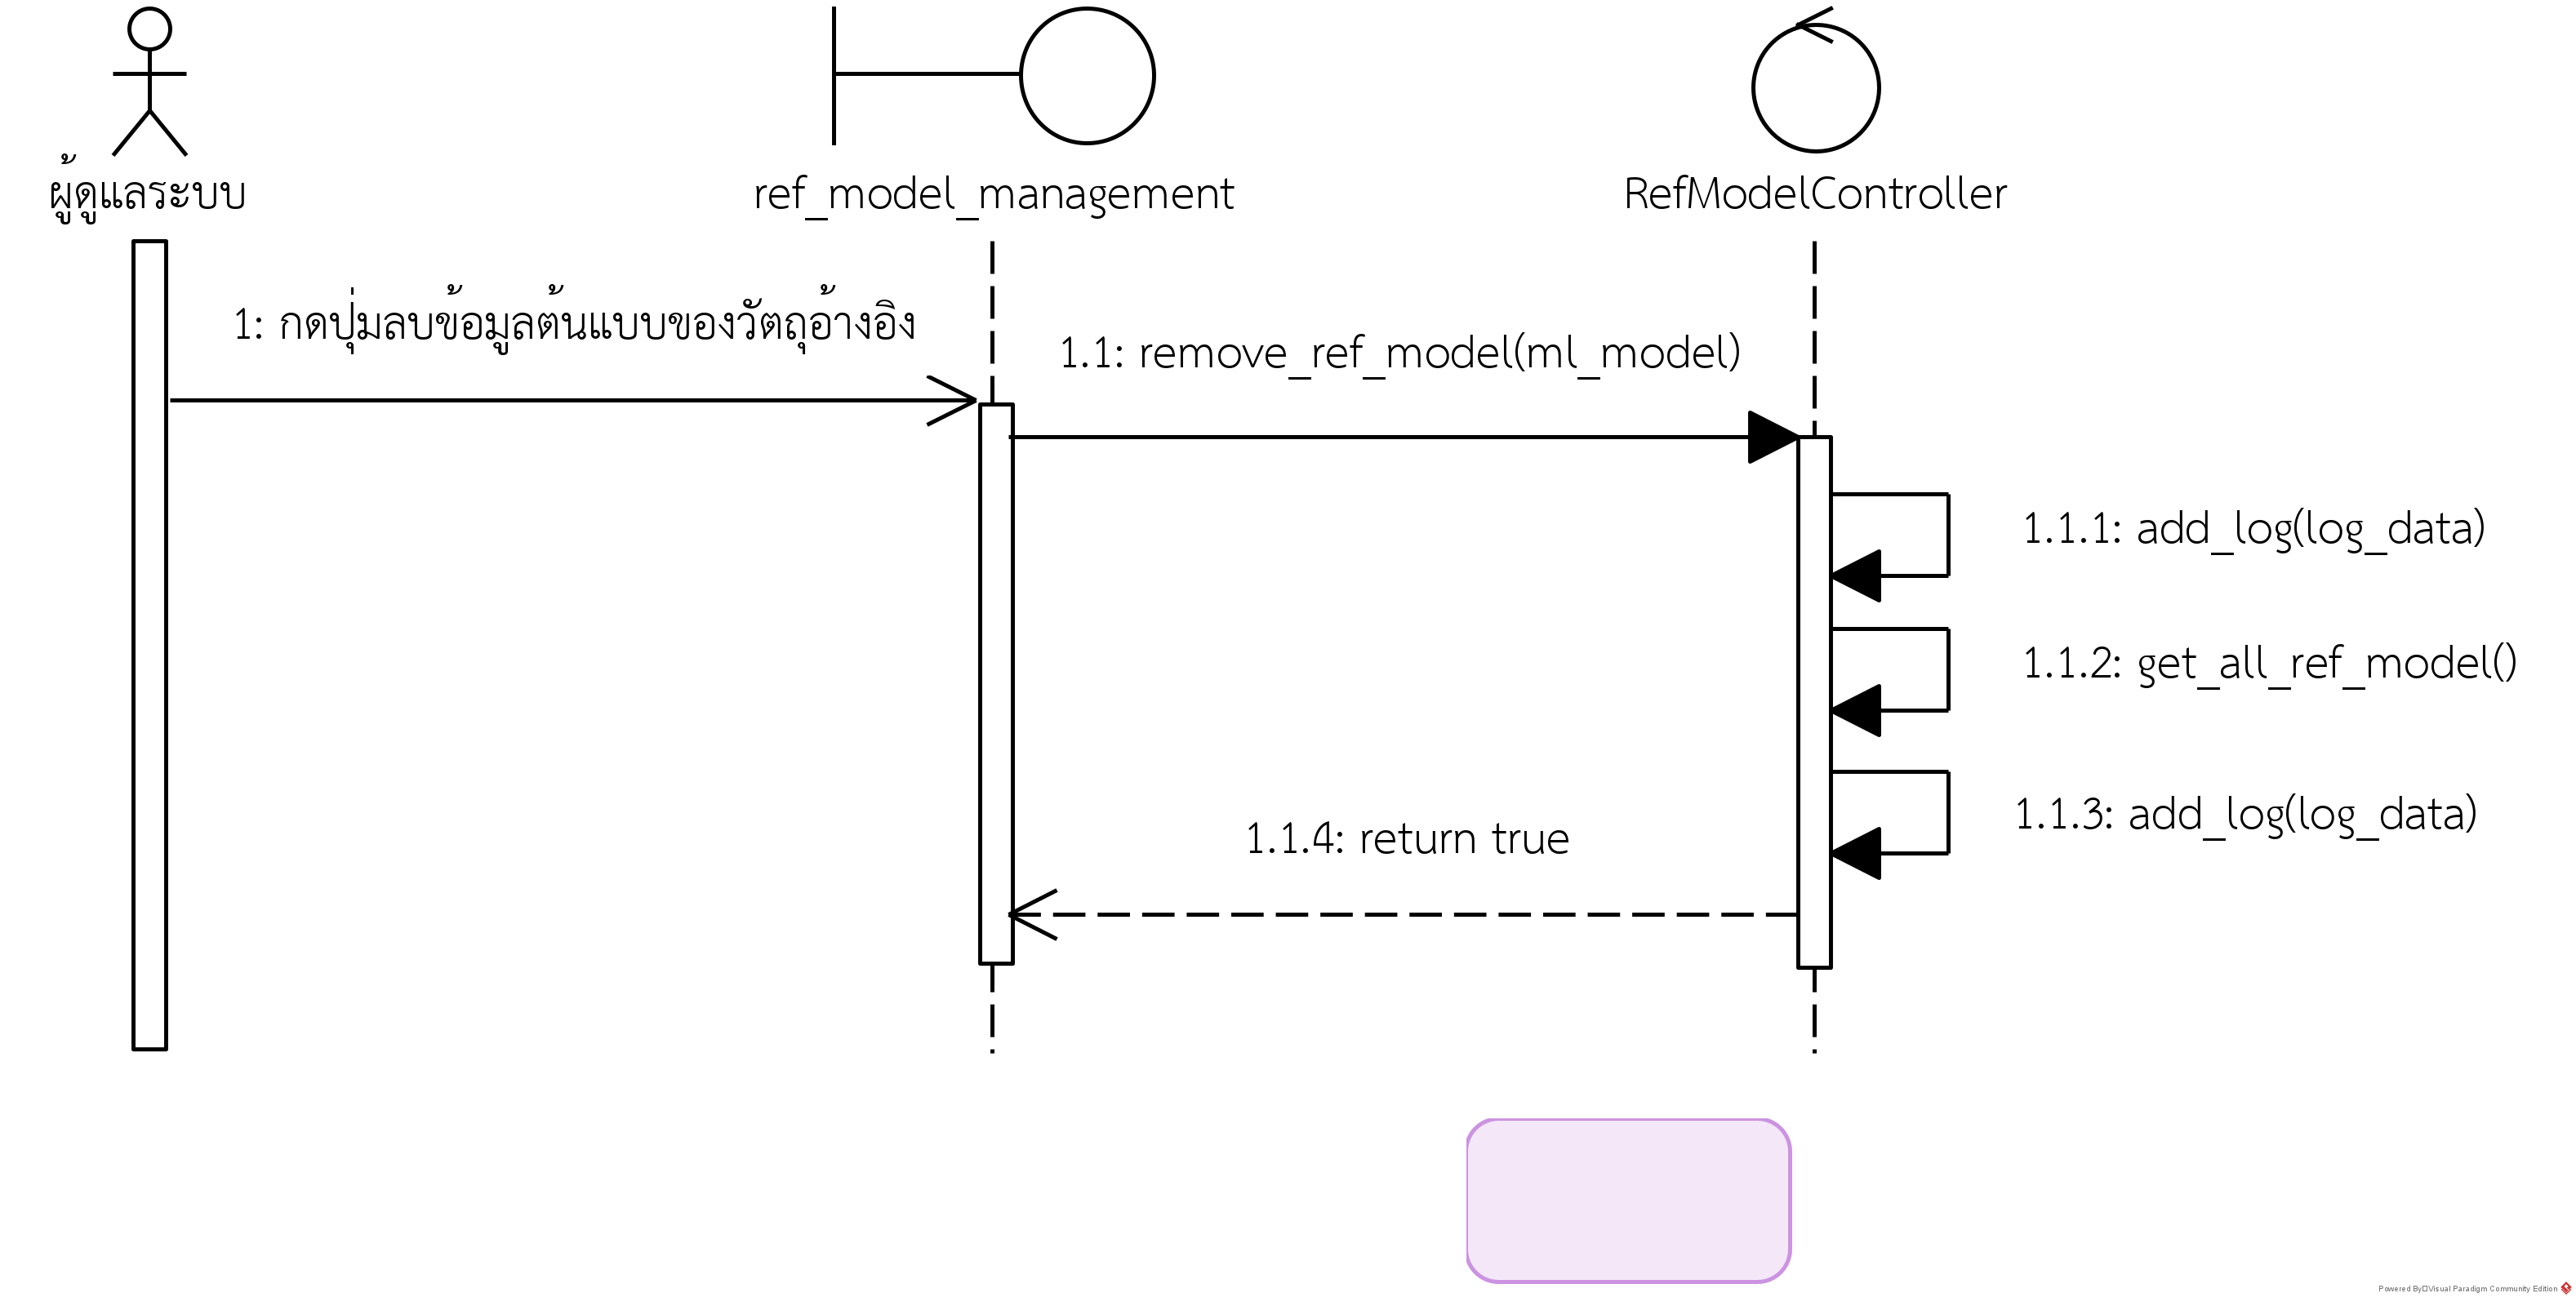 ผู้ดูแลระบบ
ref_model_management
RefModelController
1: กดปุ่มลบข้อมูลต้นแบบของวัตถุอ้างอิง
1.1: remove_ref_model(ml_model)
1.1.1: add_log(log_data)
1.1.2: get_all_ref_model()
1.1.3: add_log(log_data)
1.1.4: return true
Powered By□Visual Paradigm Community Edition